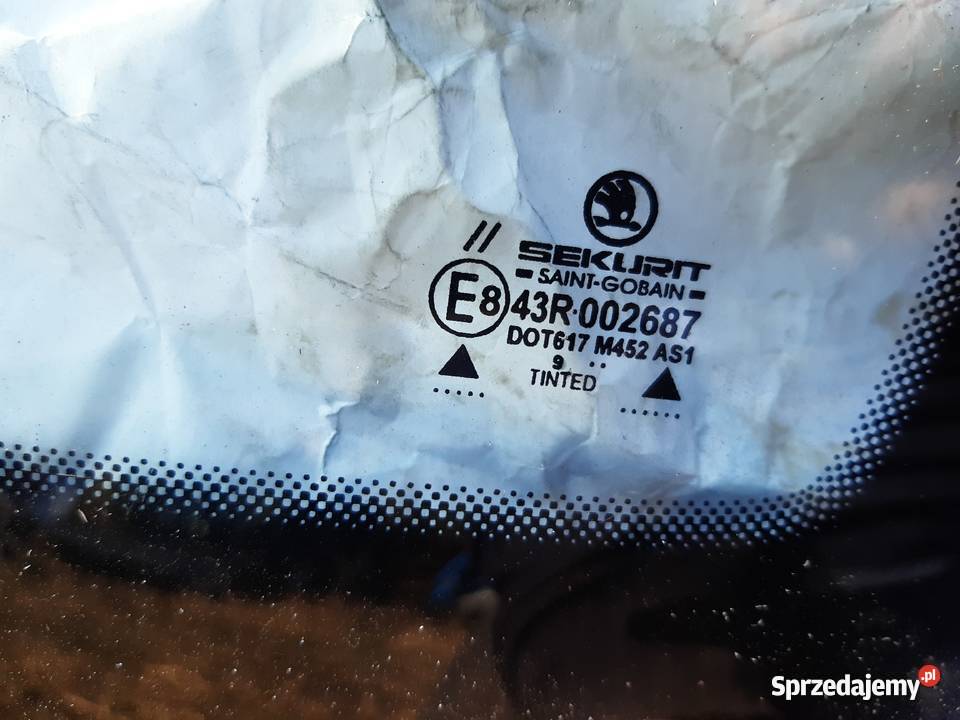 //
SEKURIT
SAINT-GOBAIN
E8 43R-002687
DOT617 M452 AS1
9 ..
TINTED
..... ......
Sprzedajemy.pl